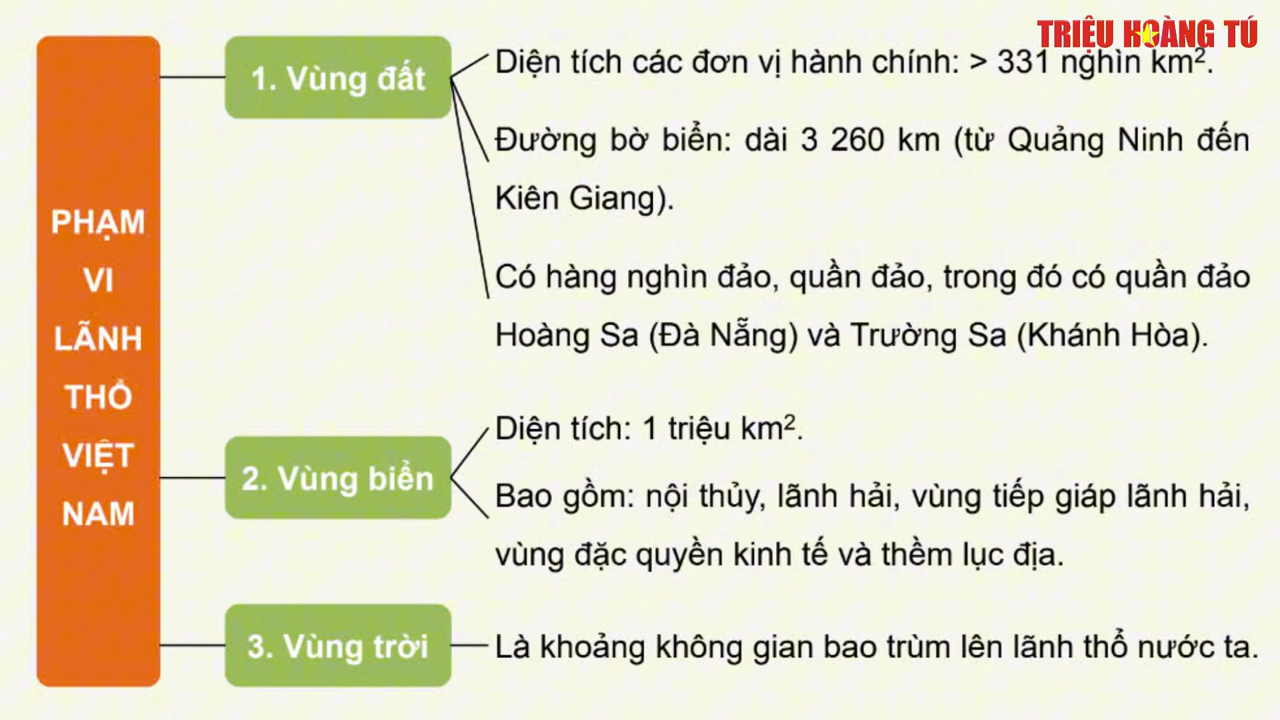 TRIỆU HOÀNG TÚ
PHẠM
VI
LÃNH
THỔ
VIỆT
NAM
1. Vùng đất
Diện tích các đơn vị hành chính: > 331 nghìn km².
Đường bờ biển: dài 3 260 km (từ Quảng Ninh đến
Kiên Giang).
Có hàng nghìn đảo, quần đảo, trong đó có quần đảo
Hoàng Sa (Đà Nẵng) và Trường Sa (Khánh Hòa).
2. Vùng biển
Diện tích: 1 triệu km².
Bao gồm: nội thủy, lãnh hải, vùng tiếp giáp lãnh hải,
vùng đặc quyền kinh tế và thềm lục địa.
3. Vùng trời
Là khoảng không gian bao trùm lên lãnh thổ nước ta.